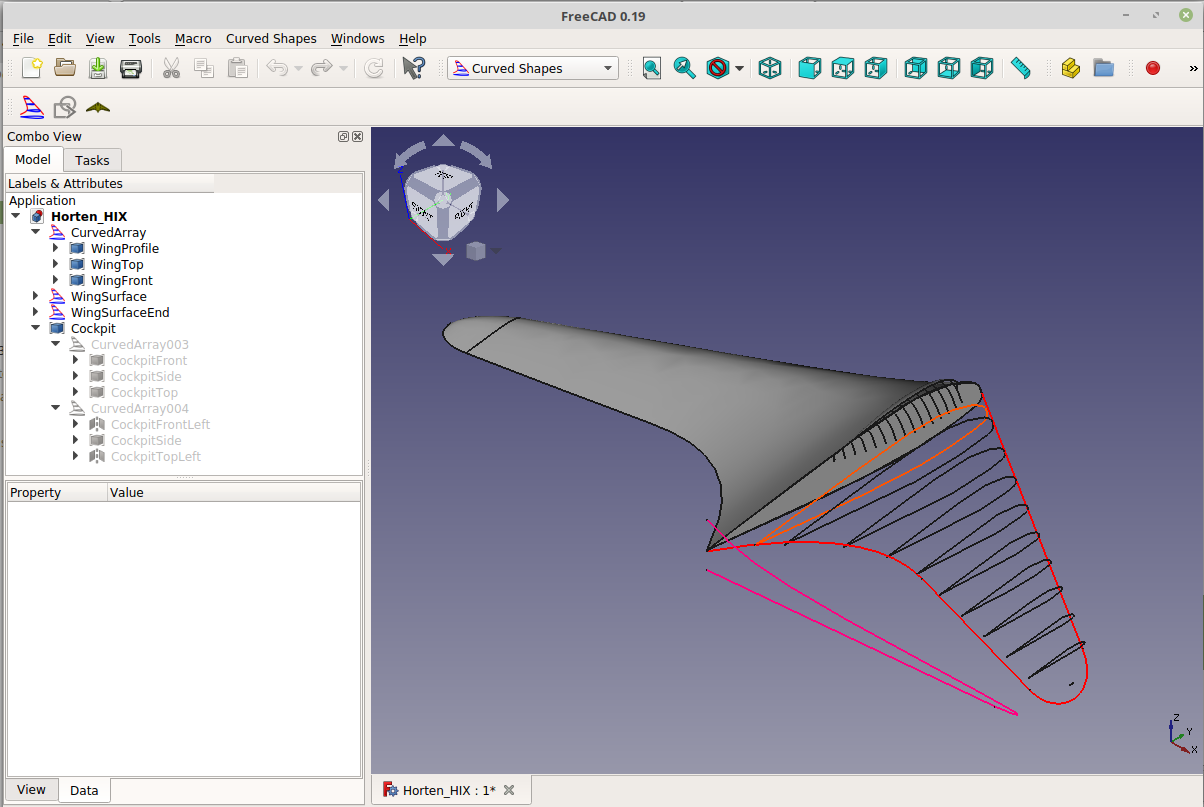 FreeCAD 0.19
File Edit View Tools Macro Curved Shapes Windows Help
Curved Shapes
»
Combo View
Model Tasks
Labels & Attributes
Application
Horten_HIX
CurvedArray
WingProfile
WingTop
WingFront
WingSurface
WingSurfaceEnd
Cockpit
CurvedArray003
CockpitFront
CockpitSide
CockpitTop
CurvedArray004
CockpitFrontLeft
CockpitSide
CockpitTopLeft
Property Value
View Data
Z
Y
X
Horten_HIX : 1*